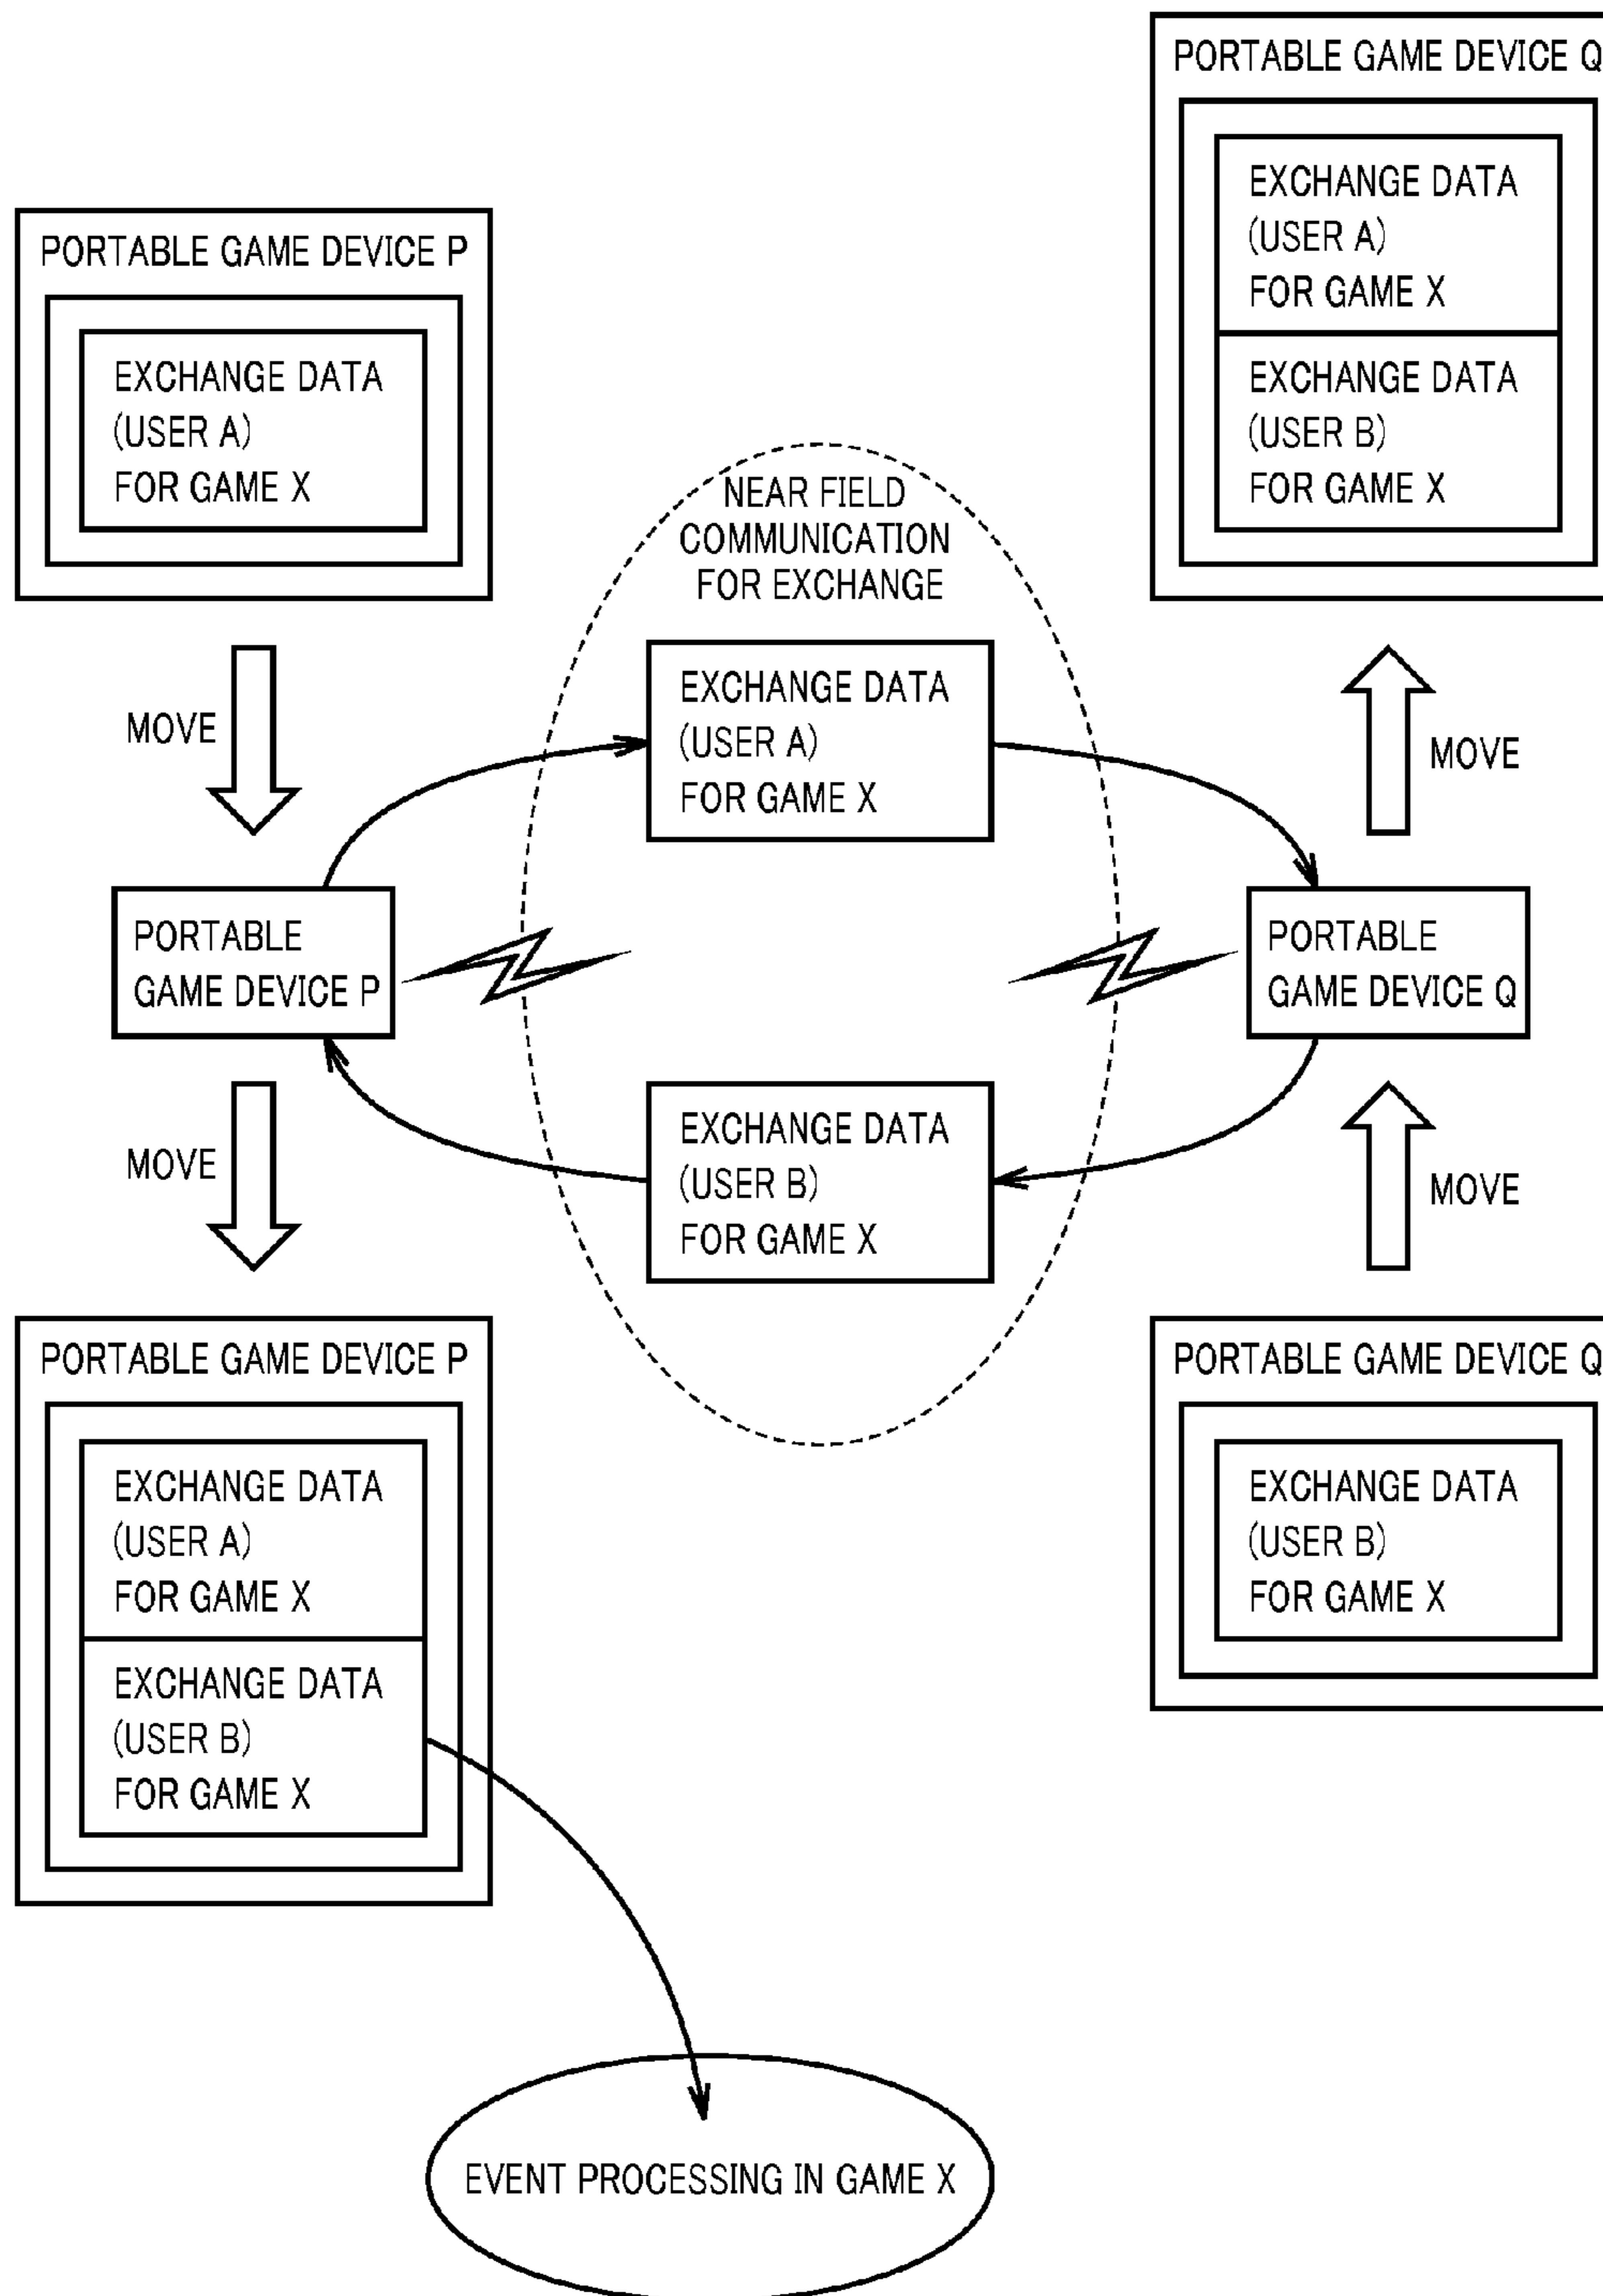 PORTABLE GAME DEVICE Q
EXCHANGE DATA
(USER A)
FOR GAME X
EXCHANGE DATA
(USER B)
FOR GAME X
PORTABLE GAME DEVICE P
EXCHANGE DATA
(USER A)
FOR GAME X
NEAR FIELD
COMMUNICATION
FOR EXCHANGE
MOVE
EXCHANGE DATA
(USER A)
FOR GAME X
MOVE
PORTABLE
GAME DEVICE P
PORTABLE
GAME DEVICE Q
MOVE
EXCHANGE DATA
(USER B)
FOR GAME X
MOVE
PORTABLE GAME DEVICE P
EXCHANGE DATA
(USER A)
FOR GAME X
EXCHANGE DATA
(USER B)
FOR GAME X
PORTABLE GAME DEVICE Q
EXCHANGE DATA
(USER B)
FOR GAME X
EVENT PROCESSING IN GAME X